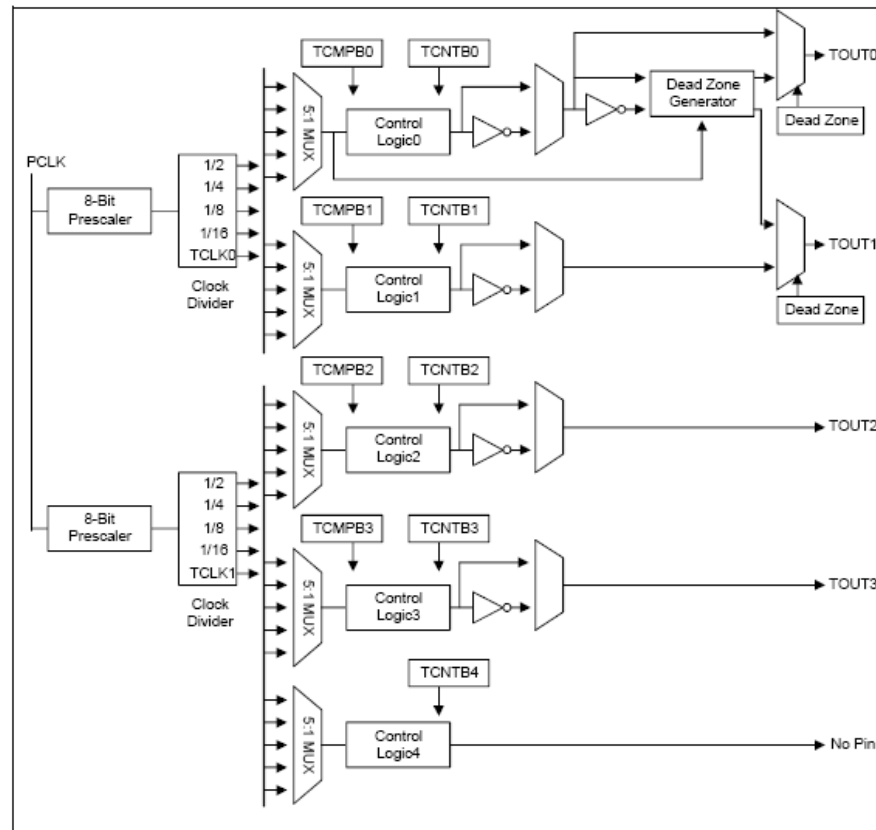 TCMPB0
TCNTB0
TOUT0
5:1 MUX
Control
Logic0
Dead Zone
Generator
Dead Zone
PCLK
8-Bit
Prescaler
1/2
1/4
1/8
1/16
TCLK0
Clock
Divider
TCMPB1
TCNTB1
5:1 MUX
Control
Logic1
TOUT1
Dead Zone
TCMPB2
TCNTB2
5:1 MUX
Control
Logic2
TOUT2
8-Bit
Prescaler
1/2
1/4
1/8
1/16
TCLK1
Clock
Divider
TCMPB3
TCNTB3
5:1 MUX
Control
Logic3
TOUT3
TCNTB4
5:1 MUX
Control
Logic4
No Pin